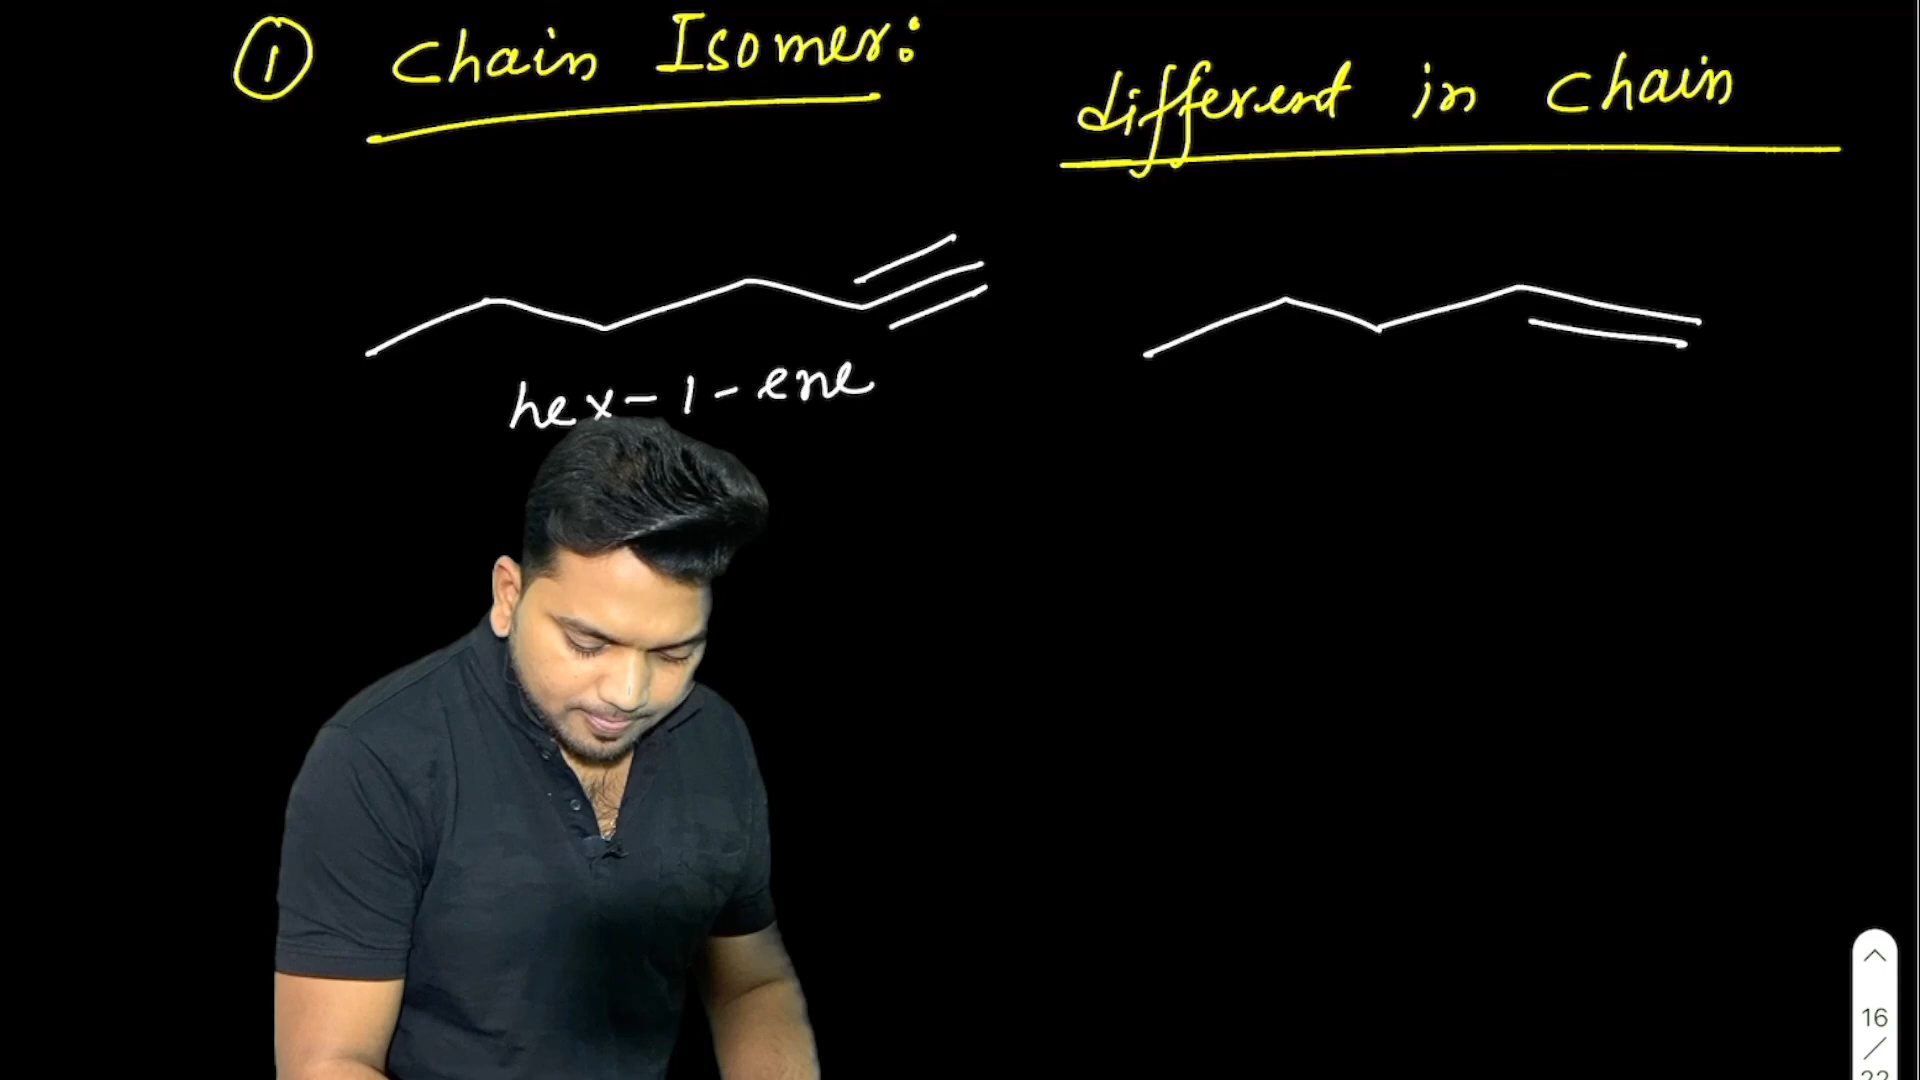 ① Chain Isomer:
different in Chain
hex-1-ene
16
/